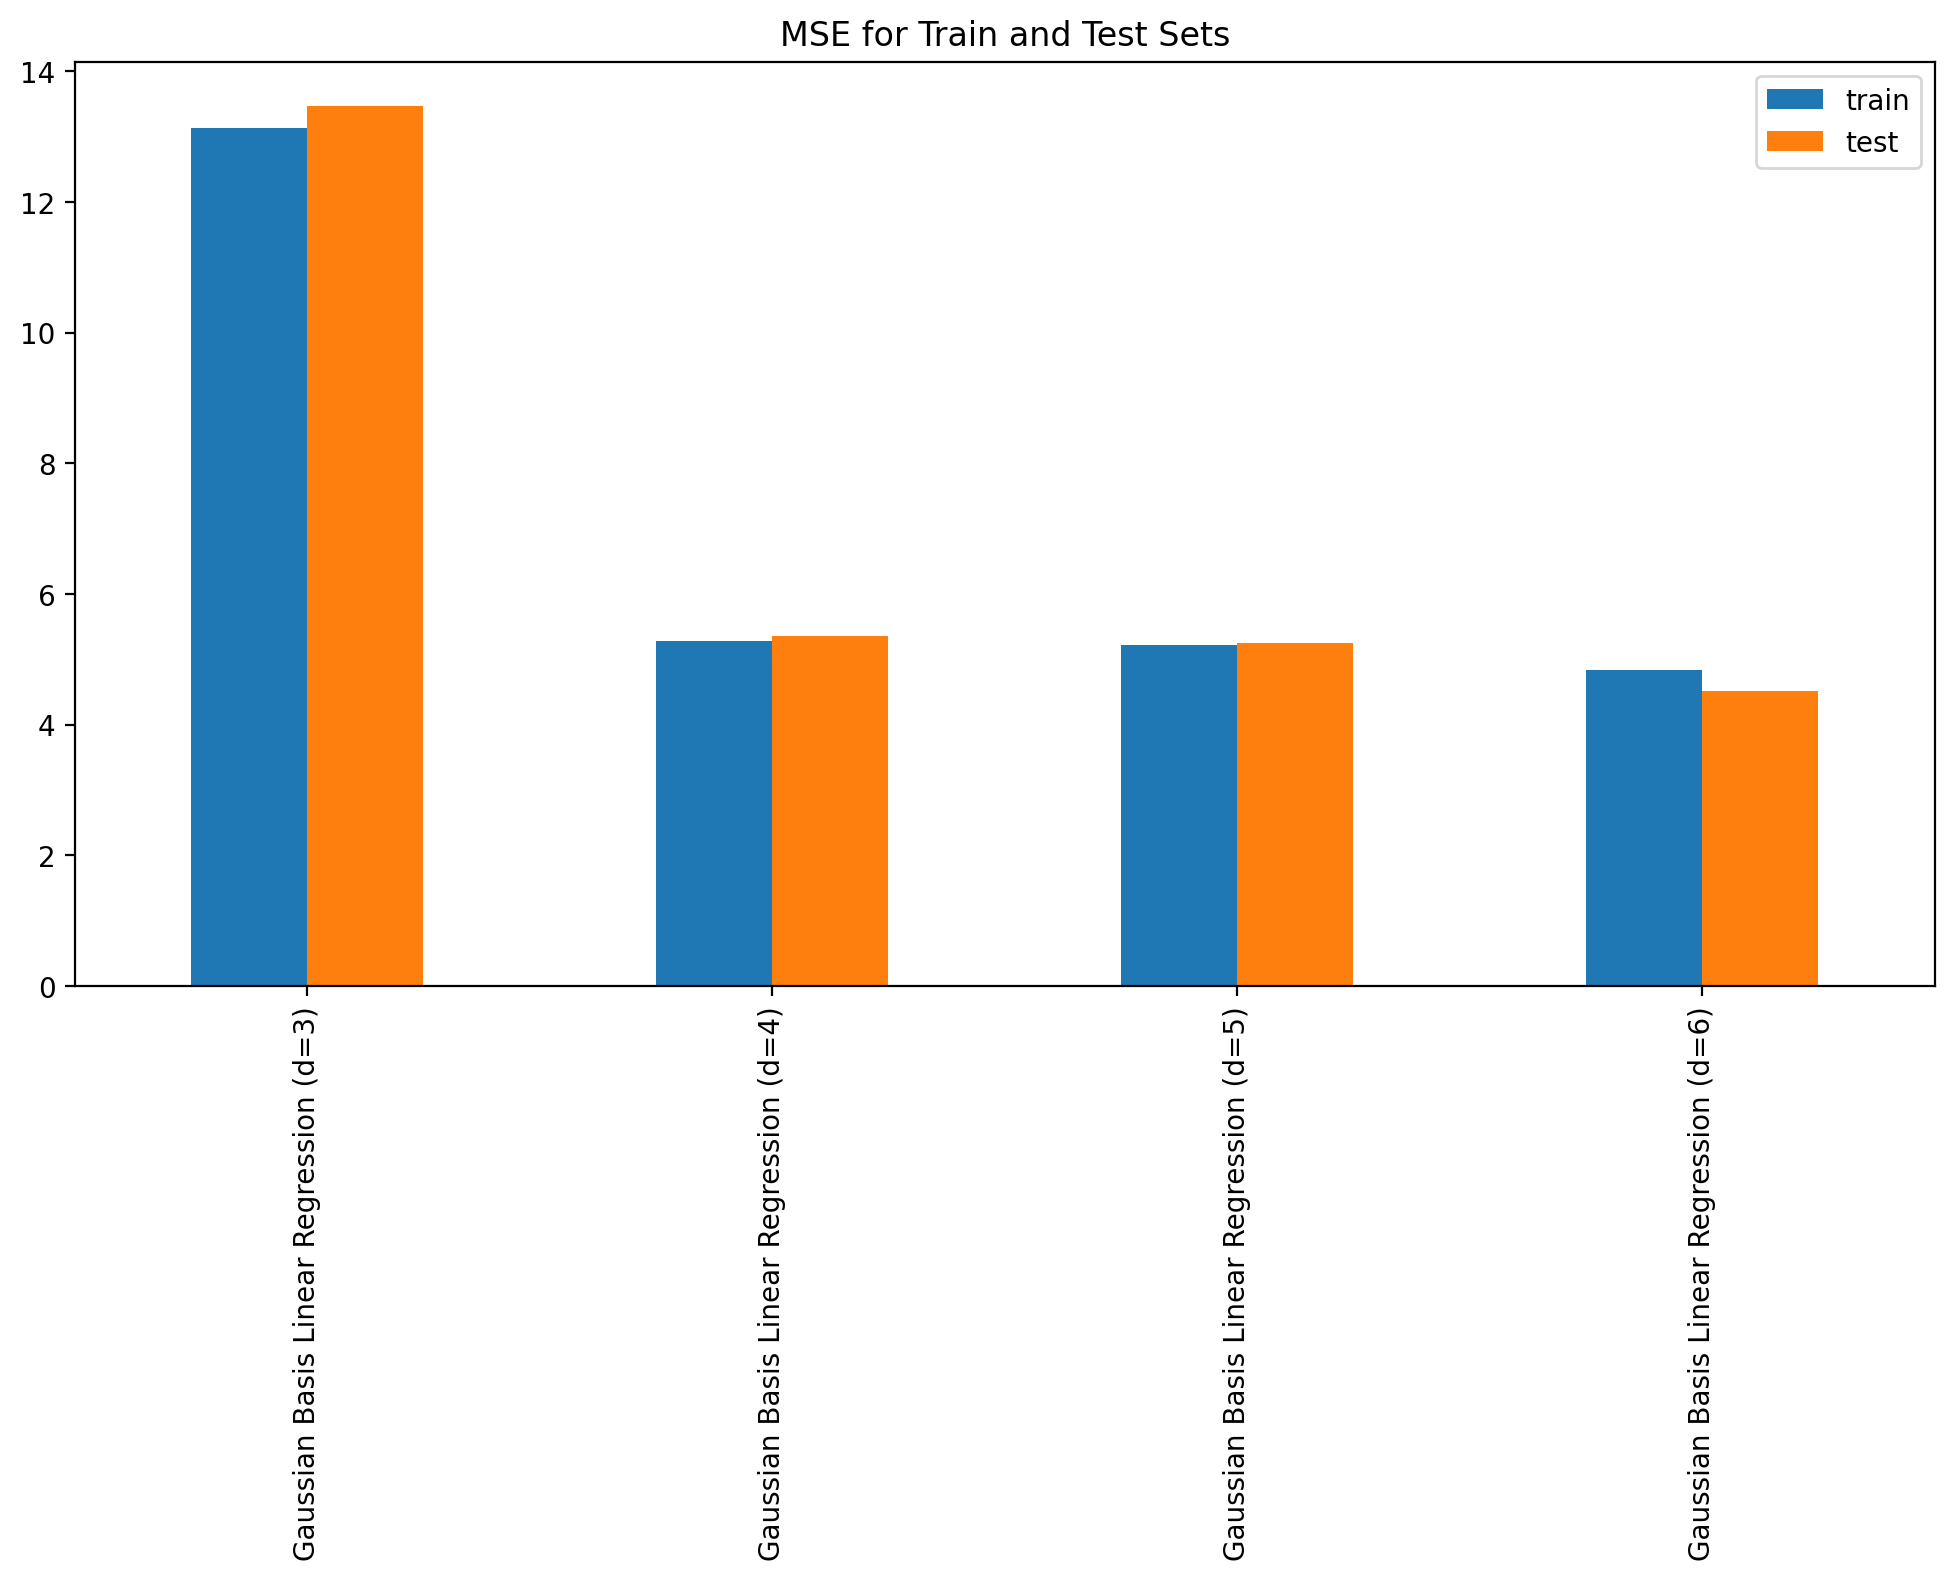 MSE for Train and Test Sets
train
test
14
12
10
8
6
4
2
0
Gaussian Basis Linear Regression (d=3)
Gaussian Basis Linear Regression (d=4)
Gaussian Basis Linear Regression (d=5)
Gaussian Basis Linear Regression (d=6)